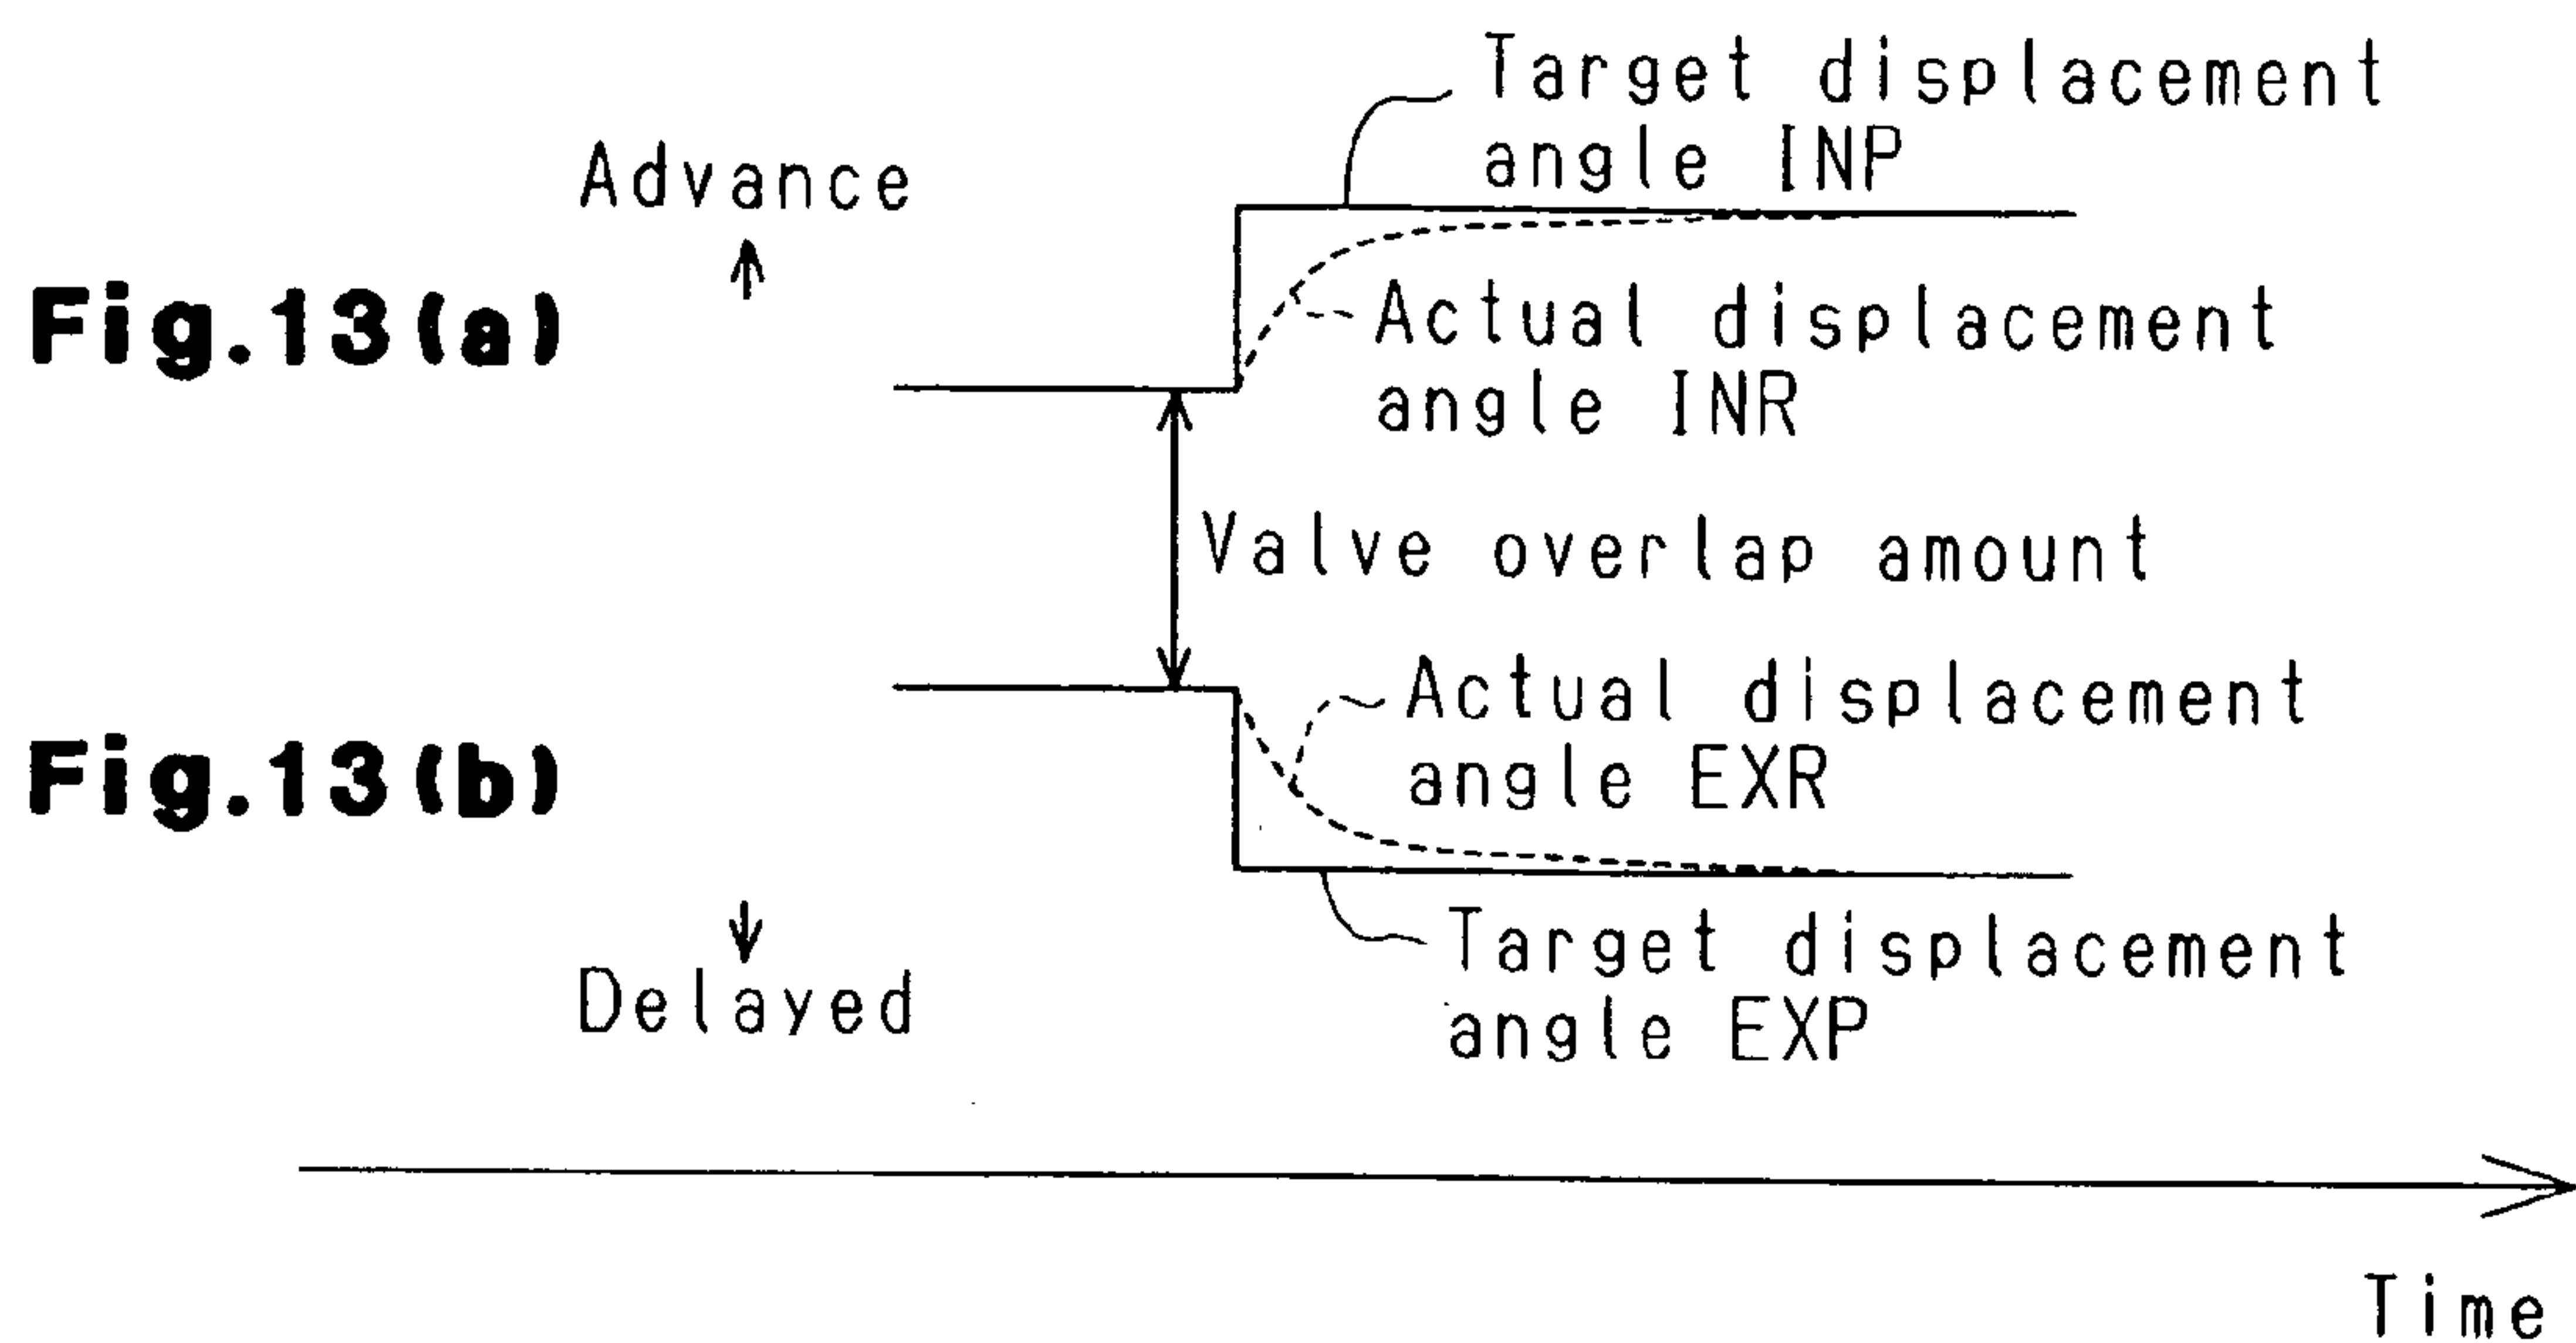 Target displacement
angle INP
Advance
Fig.13(a)
Actual displacement
angle INR
Valve overlap amount
Actual displacement
angle EXR
Fig.13(b)
Target displacement
angle EXP
Delayed
Time